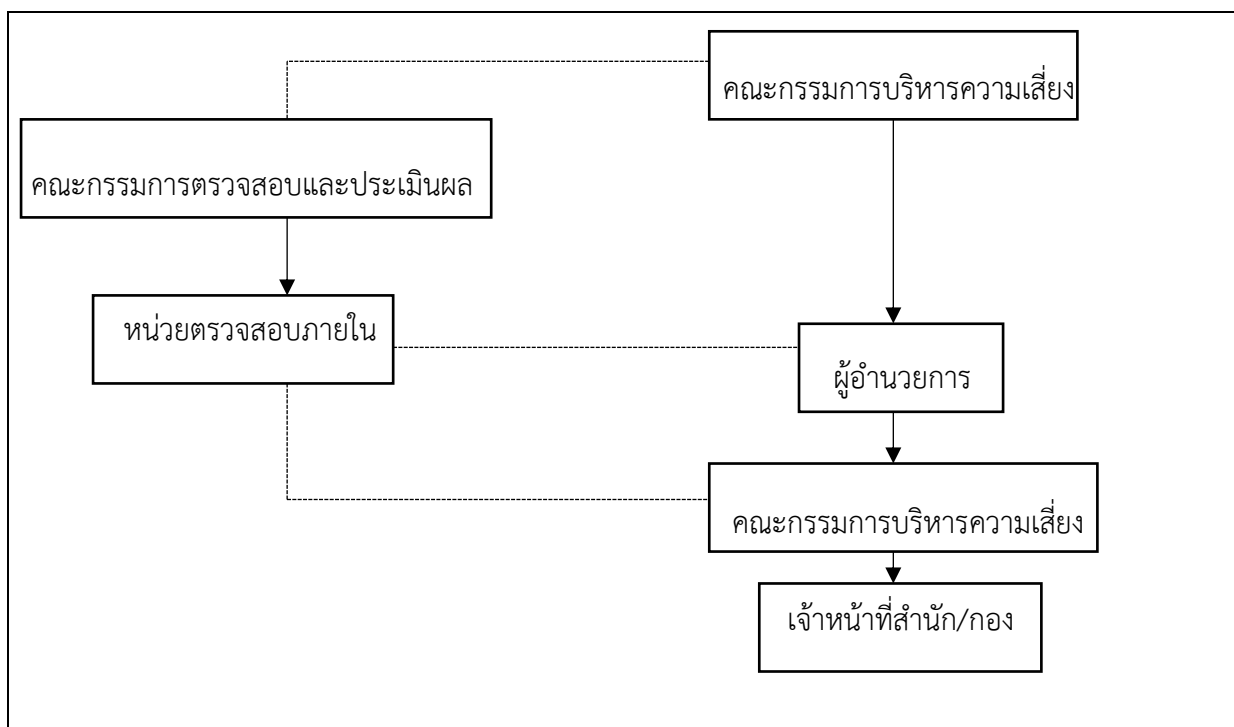 คณะกรรมการบริหารความเสี่ยง
คณะกรรมการตรวจสอบและประเมินผล
หน่วยตรวจสอบภายใน
ผู้อำนวยการ
คณะกรรมการบริหารความเสี่ยง
เจ้าหน้าที่สำนัก/กอง